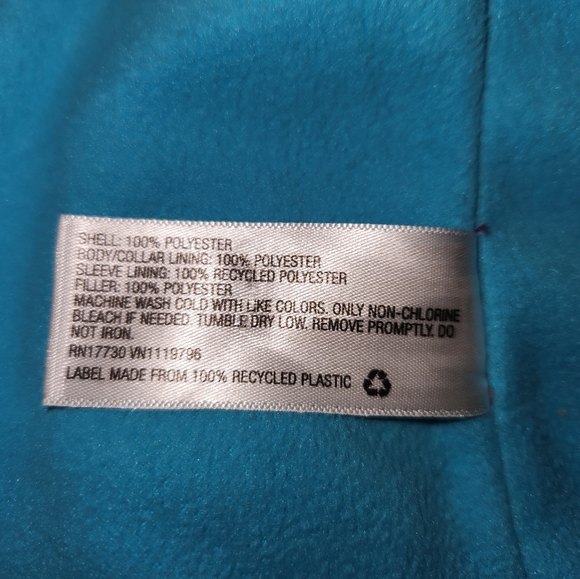 SHELL: 100% POLYESTER
BODY/COLLAR LINING: 100% POLYESTER
SLEEVE LINING: 100% RECYCLED POLYESTER
FILLER: 100% POLYESTER
MACHINE WASH COLD WITH LIKE COLORS. ONLY NON-CHLORINE
BLEACH IF NEEDED. TUMBLE DRY LOW. REMOVE PROMPTLY. DO
NOT IRON.
RN17730 VN1119796
LABEL MADE FROM 100% RECYCLED PLASTIC